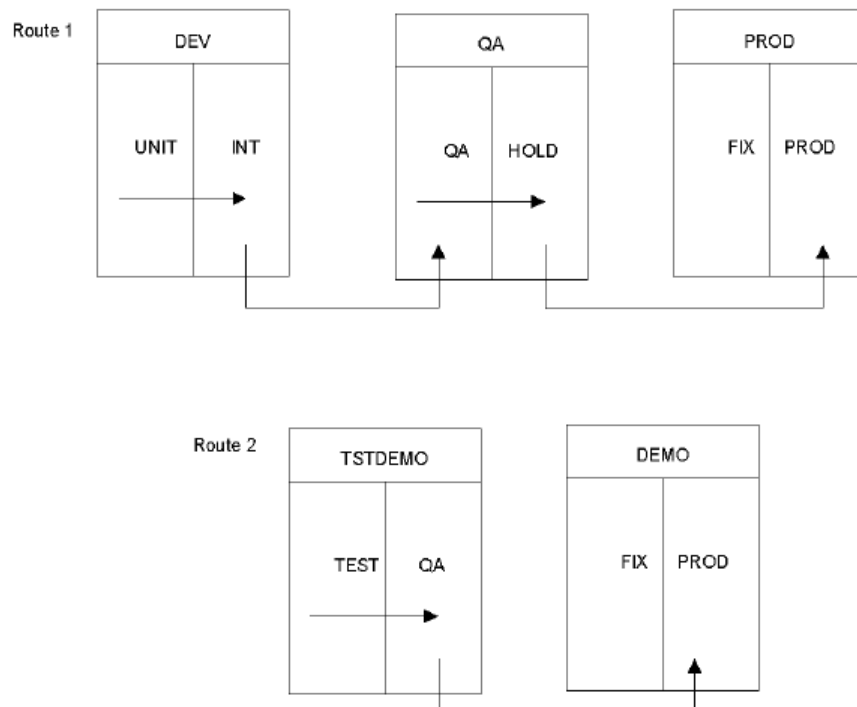 Route 1
DEV
QA
PROD
UNIT INT
QA HOLD
FIX PROD
Route 2
TSTDEMO
DEMO
TEST QA
FIX PROD